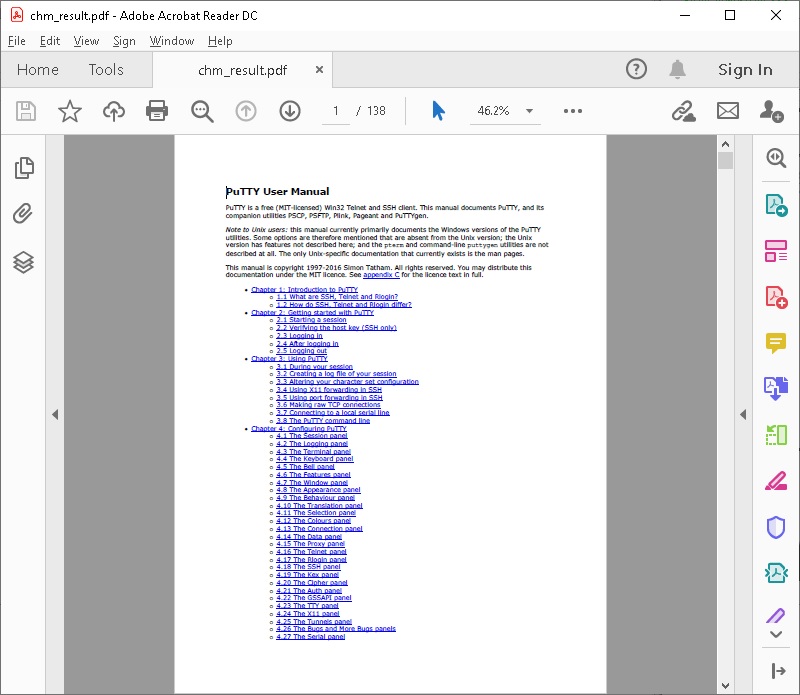 chm_result.pdf - Adobe Acrobat Reader DC
File Edit View Sign Window Help
Home Tools chm_result.pdf × ? Sign In
1 / 138 46.2%
PuTTY User Manual
PuTTY is a free (MIT-licensed) Win32 Telnet and SSH client. This manual documents PuTTY, and its
companion utilities PSCP, PSFTP, Plink, Pageant and PuTTYgen.
Note to Unix users: this manual currently primarily documents the Windows versions of the PuTTY
utilities. Some options are therefore mentioned that are absent from the Unix version; the Unix
version has features not described here; and the pterm and command-line puttygen utilities are not
described at all. The only Unix-specific documentation that currently exists is the man pages.
This manual is copyright 1997-2016 Simon Tatham. All rights reserved. You may distribute this
documentation under the MIT licence. See appendix C for the licence text in full.
• Chapter 1: Introduction to PuTTY
○ 1.1 What are SSH, Telnet and Rlogin?
○ 1.2 How do SSH, Telnet and Rlogin differ?
• Chapter 2: Getting started with PuTTY
○ 2.1 Starting a session
○ 2.2 Verifying the host key (SSH only)
○ 2.3 Logging in
○ 2.4 After logging in
○ 2.5 Logging out
• Chapter 3: Using PuTTY
○ 3.1 During your session
○ 3.2 Creating a log file of your session
○ 3.3 Altering your character set configuration
○ 3.4 Using X11 forwarding in SSH
○ 3.5 Using port forwarding in SSH
○ 3.6 Making raw TCP connections
○ 3.7 Connecting to a local serial line
○ 3.8 The PuTTY command line
• Chapter 4: Configuring PuTTY
○ 4.1 The Session panel
○ 4.2 The Logging panel
○ 4.3 The Terminal panel
○ 4.4 The Keyboard panel
○ 4.5 The Bell panel
○ 4.6 The Features panel
○ 4.7 The Window panel
○ 4.8 The Appearance panel
○ 4.9 The Behaviour panel
○ 4.10 The Translation panel
○ 4.11 The Selection panel
○ 4.12 The Colours panel
○ 4.13 The Connection panel
○ 4.14 The Data panel
○ 4.15 The Proxy panel
○ 4.16 The Telnet panel
○ 4.17 The Rlogin panel
○ 4.18 The SSH panel
○ 4.19 The Kex panel
○ 4.20 The Cipher panel
○ 4.21 The Auth panel
○ 4.22 The GSSAPI panel
○ 4.23 The TTY panel
○ 4.24 The X11 panel
○ 4.25 The Tunnels panel
○ 4.26 The Bugs and More Bugs panels
○ 4.27 The Serial panel